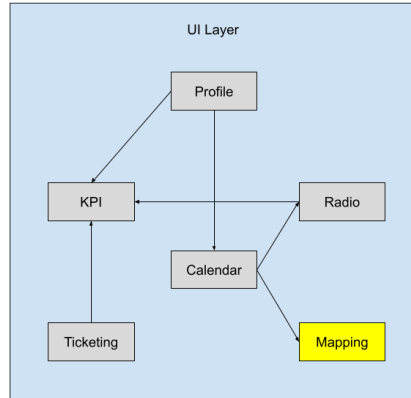 UI Layer
Profile
KPI
Radio
Calendar
Ticketing
Mapping